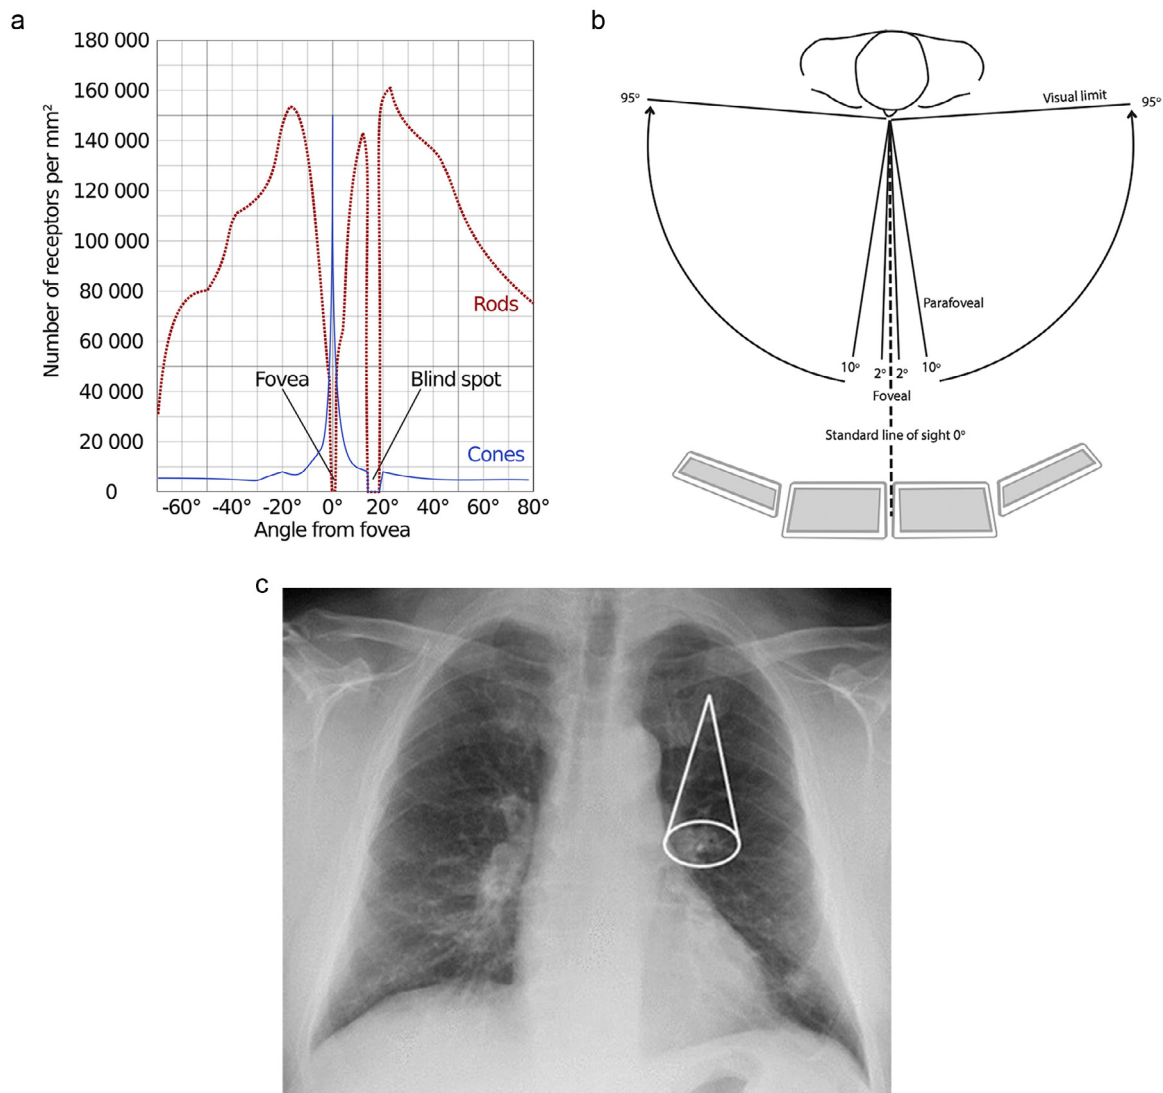 a
180 000
160 000
140 000
120 000
100 000
80 000
60 000
40 000
20 000
0
Number of receptors per mm²
Rods
Fovea
Blind spot
Cones
-60° -40° -20° 0° 20° 40° 60° 80°
Angle from fovea
b
95°
Visual limit
95°
Parafoveal
10°
2°
2°
10°
Foveal
Standard line of sight 0°
c